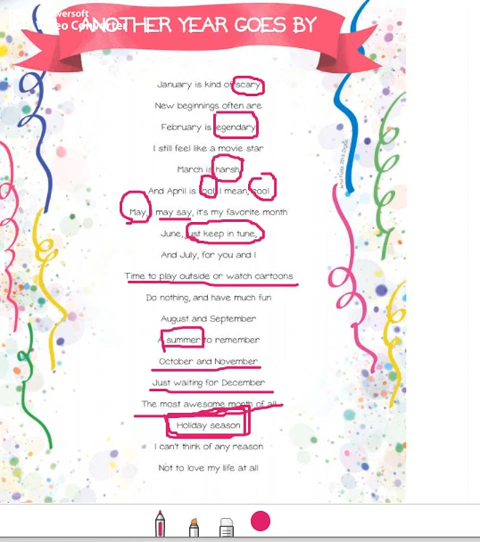 wersoft
eo Converter
ANOTHER YEAR GOES BY
January is kind of scary
New beginnings often are
February is legendary
I still feel like a movie star
March is harsh
And April is I mean,
May, I may say, it's my favorite month
June, just keep in tune,
And July, for you and I
Time to play outside or watch cartoons
Do nothing, and have much fun
August and September
A summer to remember
October and November
Just waiting for December
The most awesome month of all
Holiday season
I can't think of any reason
Not to love my life at all